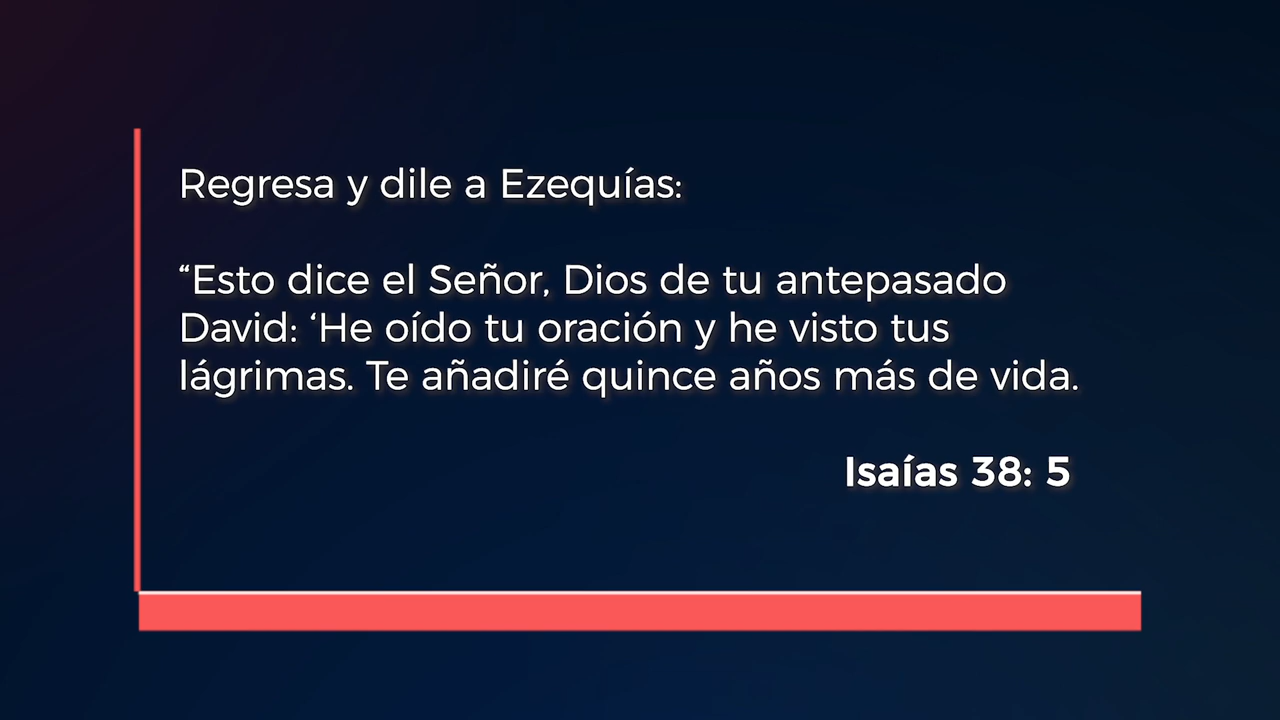 Regresa y dile a Ezequías:
“Esto dice el Señor, Dios de tu antepasado
David: ‘He oído tu oración y he visto tus
lágrimas. Te añadiré quince años más de vida.
Isaías 38: 5